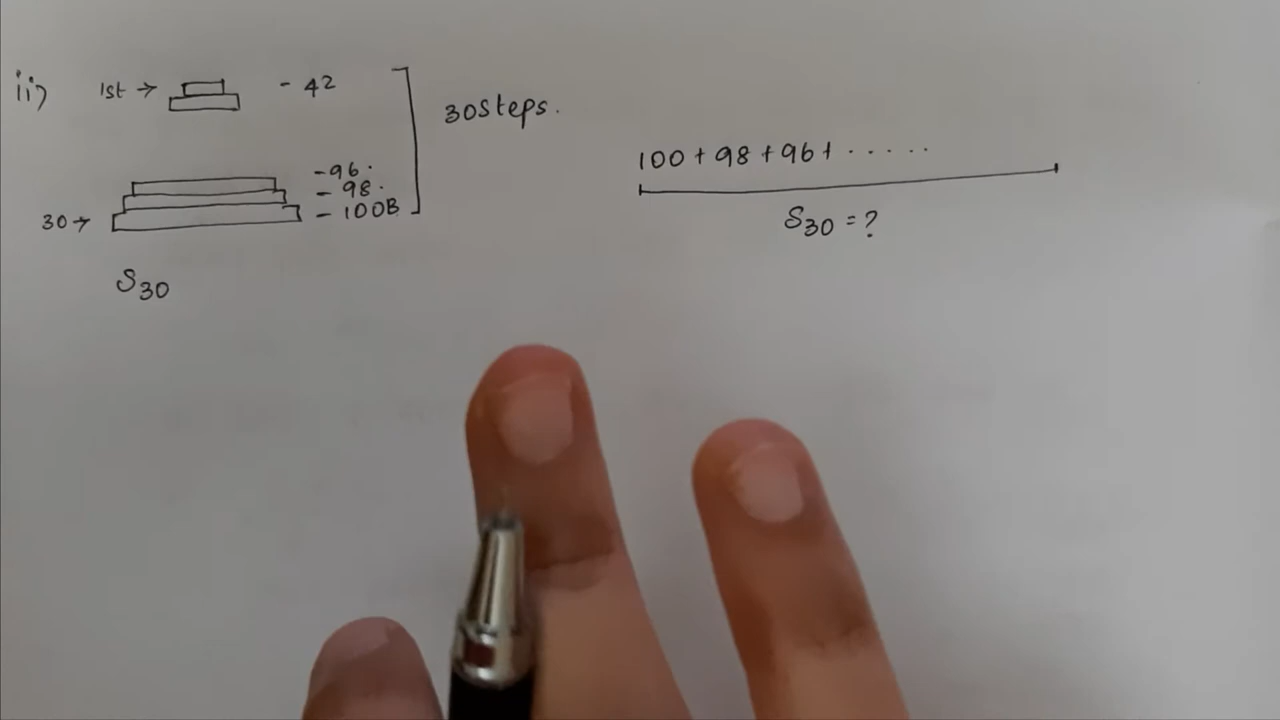 ii)
1st → - 42
30steps.
-96.
- 98.
30→ - 100B
S30
100 + 98 + 96 + . . . . . .
S30 = ?